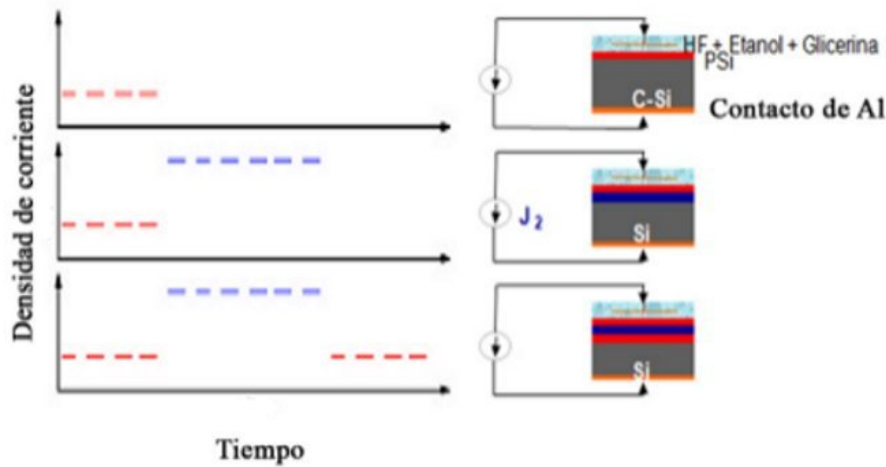 Densidad de corriente
HF + Etanol + Glicerina
PSi
C-Si
Contacto de Al
J2
Si
Si
Tiempo